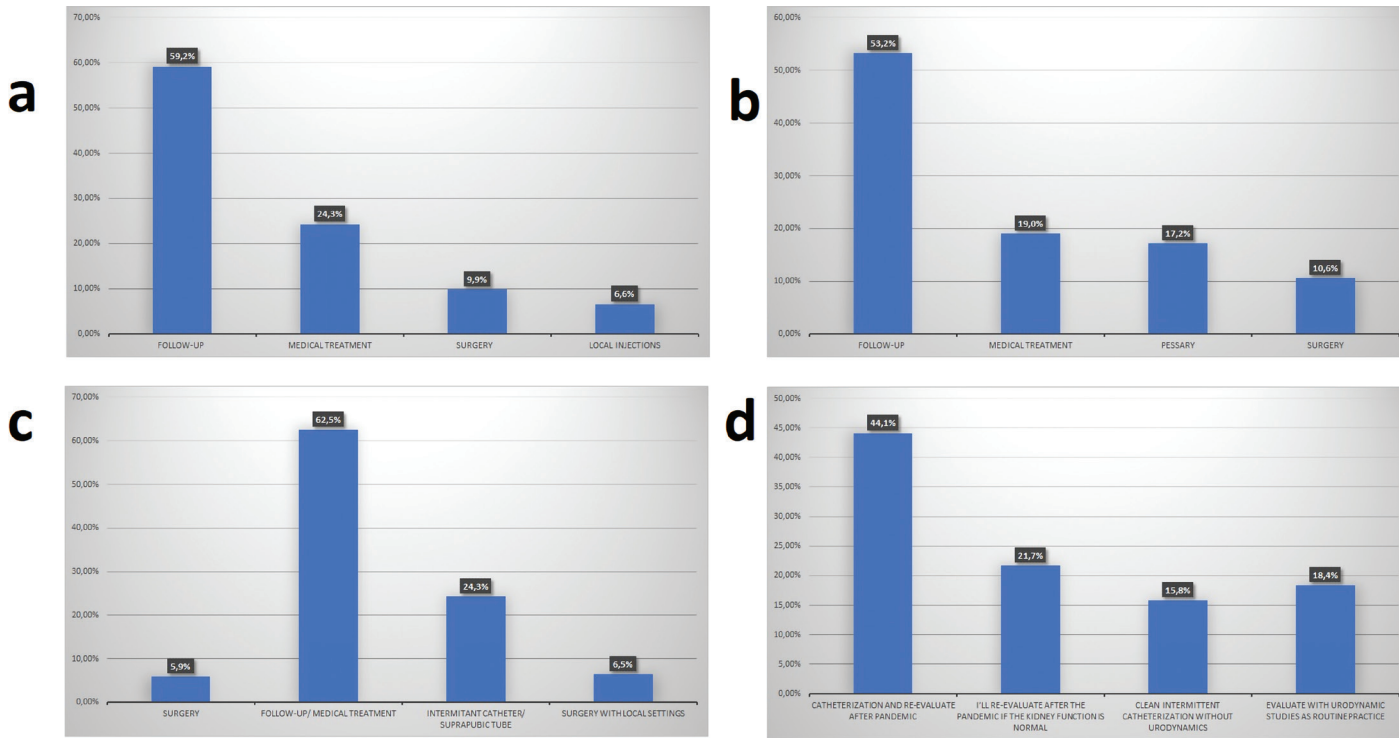 a
70,00%
60,00%
50,00%
40,00%
30,00%
20,00%
10,00%
0,00%
59,2%
24,3%
9,9%
6,6%
FOLLOW-UP
MEDICAL TREATMENT
SURGERY
LOCAL INJECTIONS
b
60,00%
50,00%
40,00%
30,00%
20,00%
10,00%
0,00%
53,2%
19,0%
17,2%
10,6%
FOLLOW-UP
MEDICAL TREATMENT
PESSARY
SURGERY
c
70,00%
60,00%
50,00%
40,00%
30,00%
20,00%
10,00%
0,00%
5,9%
62,5%
24,3%
6,5%
SURGERY
FOLLOW-UP/ MEDICAL TREATMENT
INTERMITANT CATHETER/
SUPRAPUBIC TUBE
SURGERY WITH LOCAL SETTINGS
d
50,00%
45,00%
40,00%
35,00%
30,00%
25,00%
20,00%
15,00%
10,00%
5,00%
0,00%
44,1%
21,7%
15,8%
18,4%
CATHETERIZATION AND RE-EVALUATE
AFTER PANDEMIC
I'LL RE-EVALUATE AFTER THE
PANDEMIC IF THE KIDNEY FUNCTION IS
NORMAL
CLEAN INTERMITTENT
CATHETERIZATION WITHOUT
URODYNAMICS
EVALUATE WITH URODYNAMIC
STUDIES AS ROUTINE PRACTICE